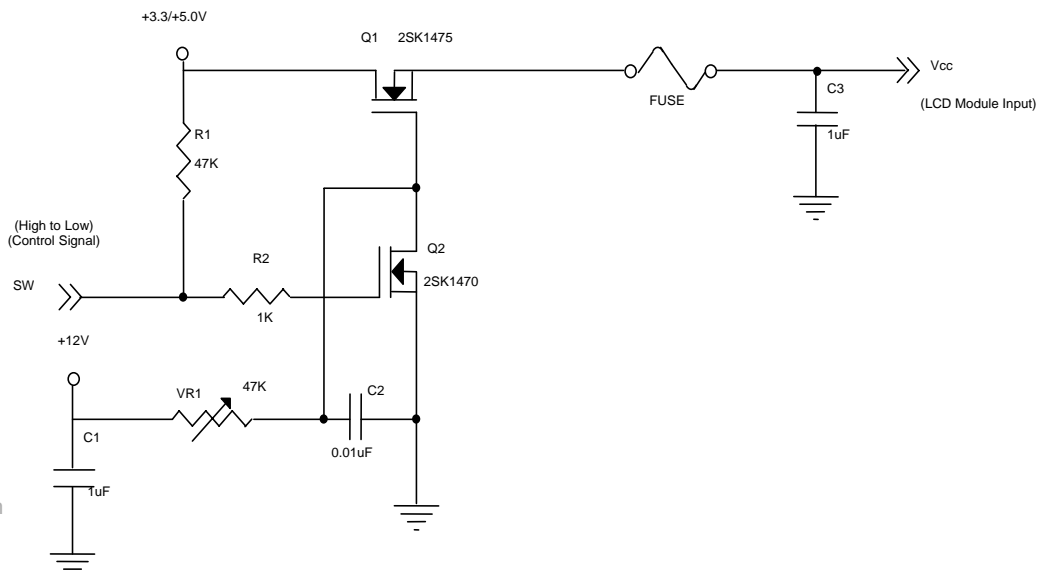 +3.3/+5.0V
Q1 2SK1475
FUSE
Vcc
(LCD Module Input)
C3
1uF
R1
47K
(High to Low)
(Control Signal)
SW
R2
1K
Q2
2SK1470
+12V
VR1
47K
C2
0.01uF
C1
1uF